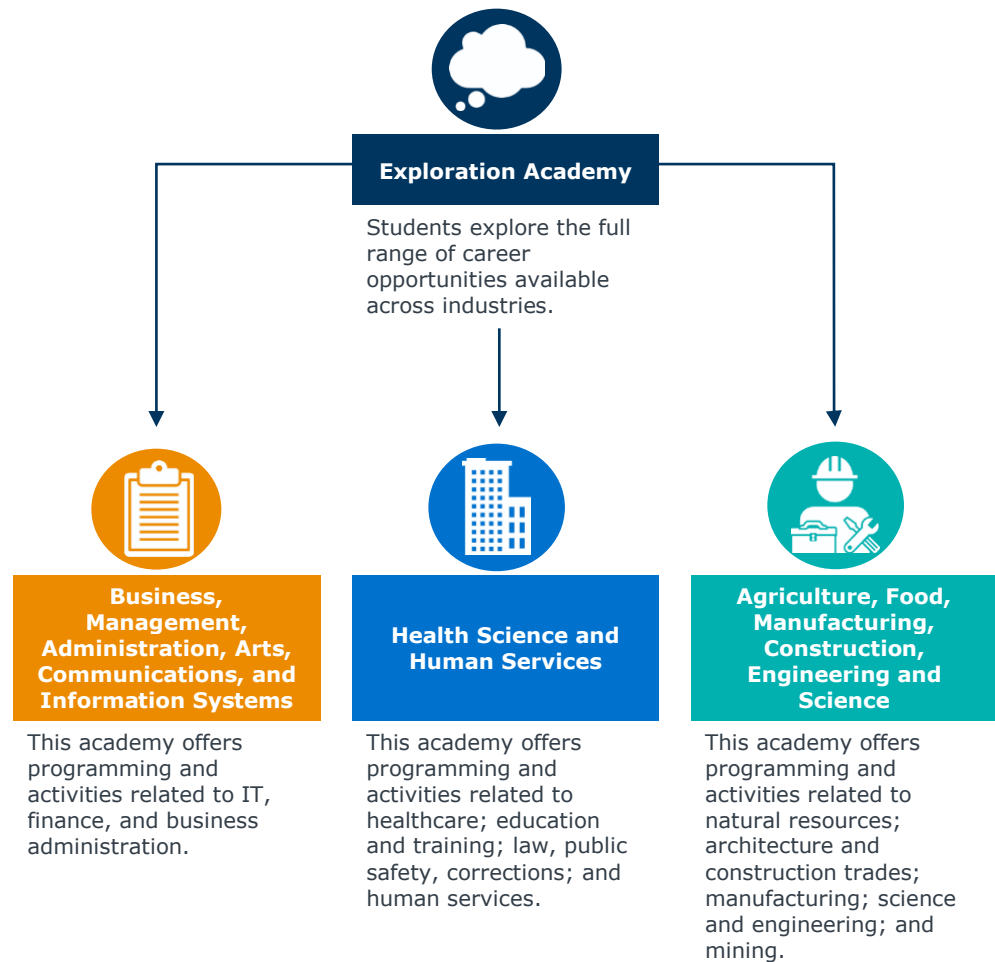 Exploration Academy
Students explore the full
range of career
opportunities available
across industries.
Business,
Management,
Administration, Arts,
Communications, and
Information Systems
This academy offers
programming and
activities related to IT,
finance, and business
administration.
Health Science and
Human Services
This academy offers
programming and
activities related to
healthcare; education
and training; law, public
safety, corrections; and
human services.
Agriculture, Food,
Manufacturing,
Construction,
Engineering and
Science
This academy offers
programming and
activities related to
natural resources;
architecture and
construction trades;
manufacturing; science
and engineering; and
mining.